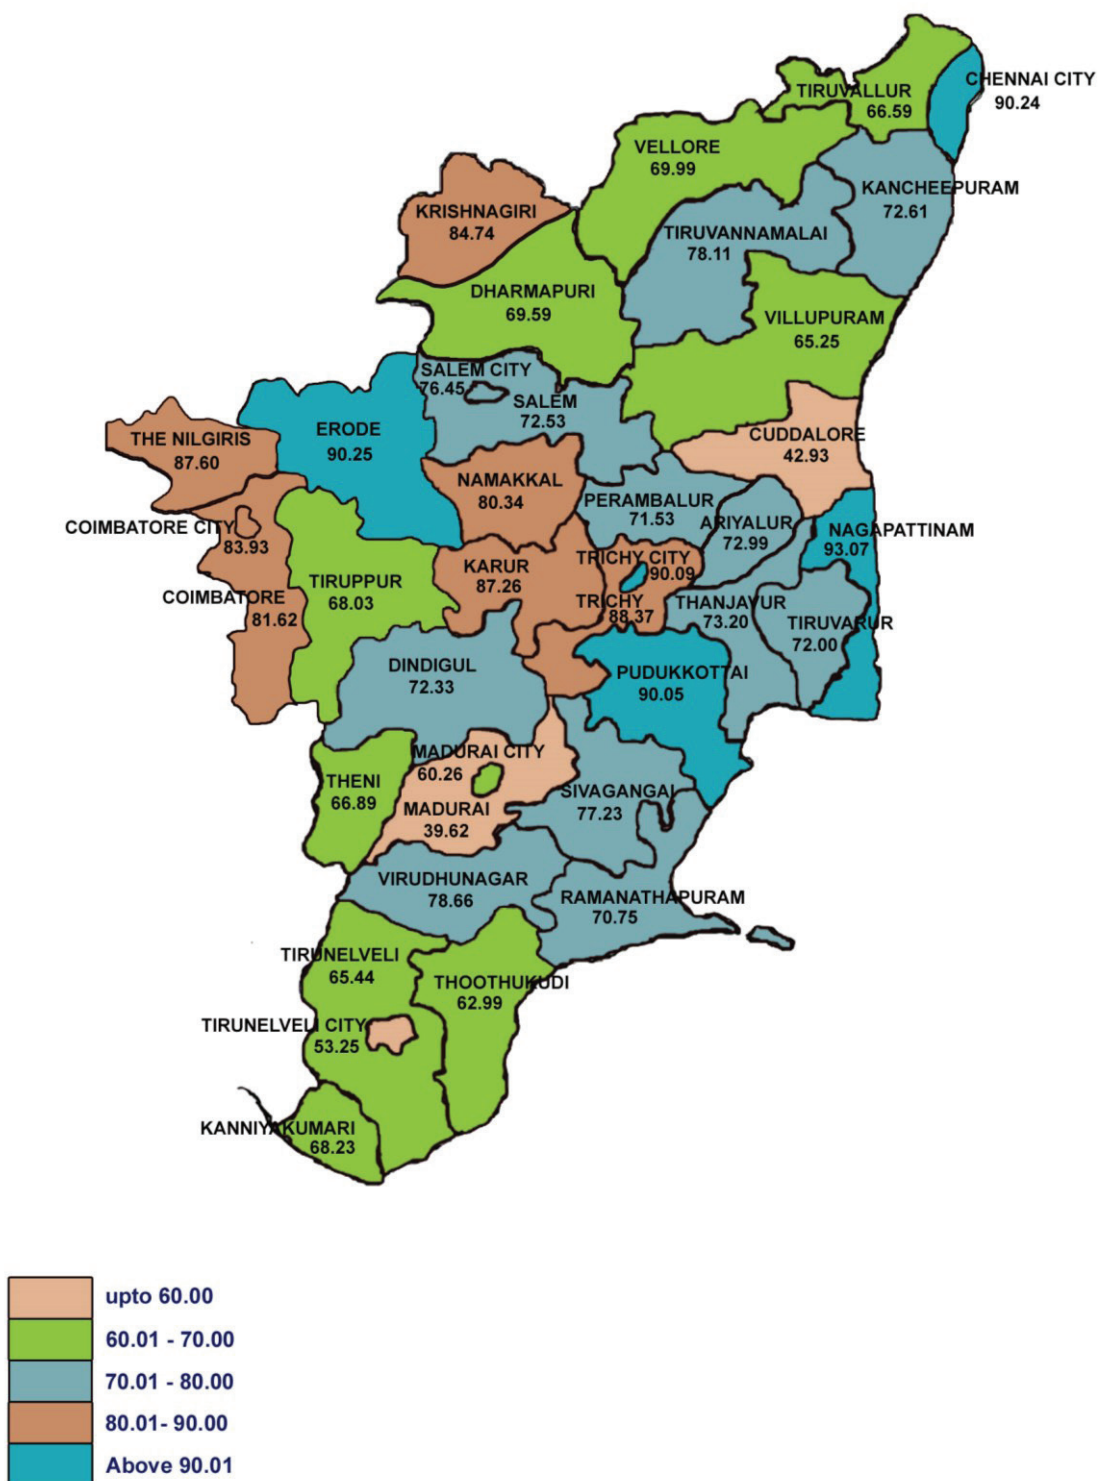 CHENNAI CITY
90.24
TIRUVALLUR
66.59
VELLORE
69.99
KANCHEEPURAM
72.61
KRISHNAGIRI
84.74
TIRUVANNAMALAI
78.11
DHARMAPURI
69.59
VILLUPURAM
65.25
SALEM CITY
76.45
SALEM
72.53
THE NILGIRIS
87.60
ERODE
90.25
CUDDALORE
42.93
NAMAKKAL
80.34
PERAMBALUR
71.53
ARIYALUR
72.99
NAGAPATTINAM
93.07
COIMBATORE CITY
83.93
KARUR
87.26
TRICHY CITY
90.09
TIRUPPUR
68.03
COIMBATORE
81.62
TRICHY
88.37
THANJAVUR
73.20
TIRUVARUR
72.00
DINDIGUL
72.33
PUDUKKOTTAI
90.05
MADURAI CITY
60.26
THENI
66.89
MADURAI
39.62
SIVAGANGAI
77.23
VIRUDHUNAGAR
78.66
RAMANATHAPURAM
70.75
TIRUNELVELI
65.44
THOOTHUKUDI
62.99
TIRUNELVELI CITY
53.25
KANNIYAKUMARI
68.23
upto 60.00
60.01 - 70.00
70.01 - 80.00
80.01- 90.00
Above 90.01